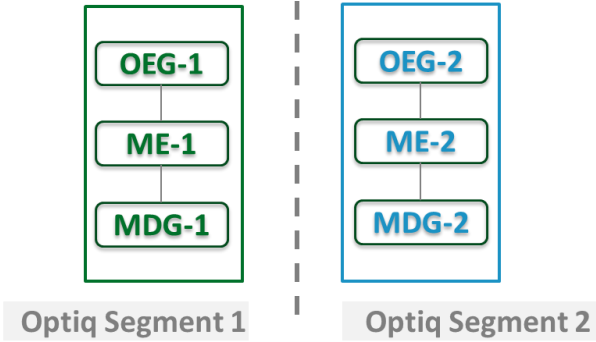 OEG-1
ME-1
MDG-1
Optiq Segment 1
OEG-2
ME-2
MDG-2
Optiq Segment 2